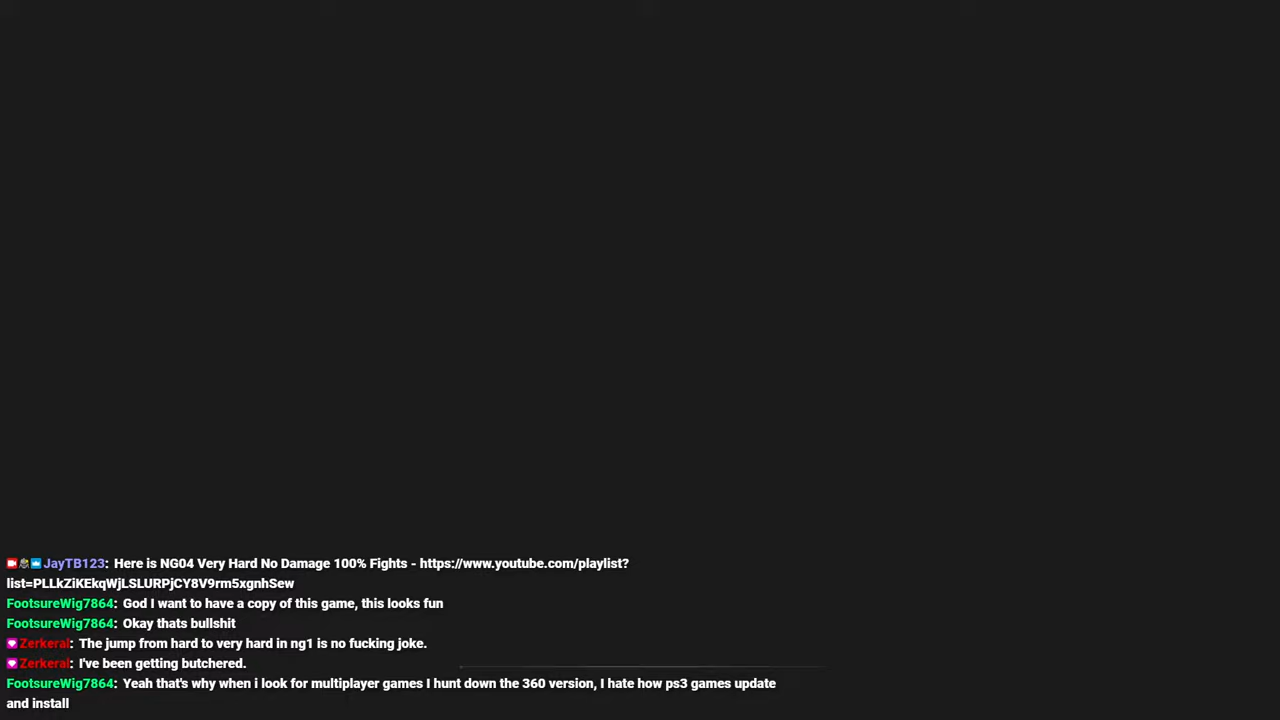 JayTB123: Here is NG04 Very Hard No Damage 100% Fights - https://www.youtube.com/playlist?
list=PLLkZiKEkqWjLSLURPjCY8V9rm5xgnhSew
FootsureWig7864: God I want to have a copy of this game, this looks fun
FootsureWig7864: Okay thats bullshit
Zerkeral: The jump from hard to very hard in ng1 is no fucking joke.
Zerkeral: I've been getting butchered.
FootsureWig7864: Yeah that's why when i look for multiplayer games I hunt down the 360 version, I hate how ps3 games update
and install